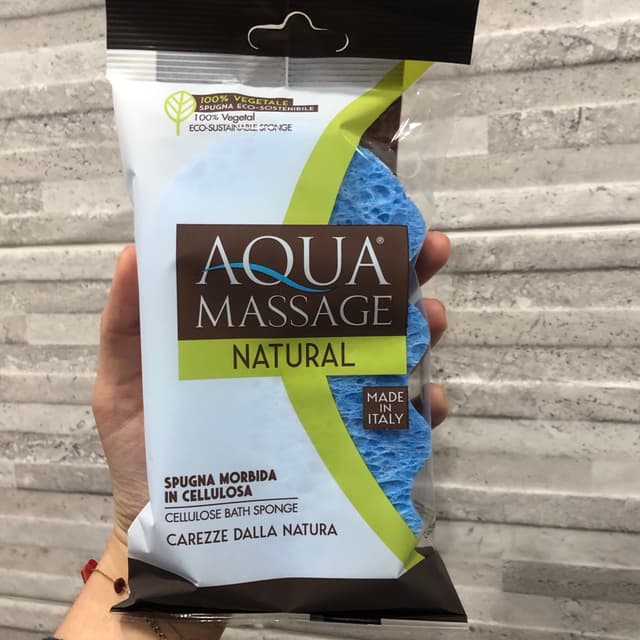 100% VEGETALE
SPUGNA ECO-SOSTENIBILE
100% Vegetal
ECO-SUSTAINABLE SPONGE
AQUA®
MASSAGE
NATURAL
MADE
IN
ITALY
SPUGNA MORBIDA
IN CELLULOSA
CELLULOSE BATH SPONGE
CAREZZE DALLA NATURA